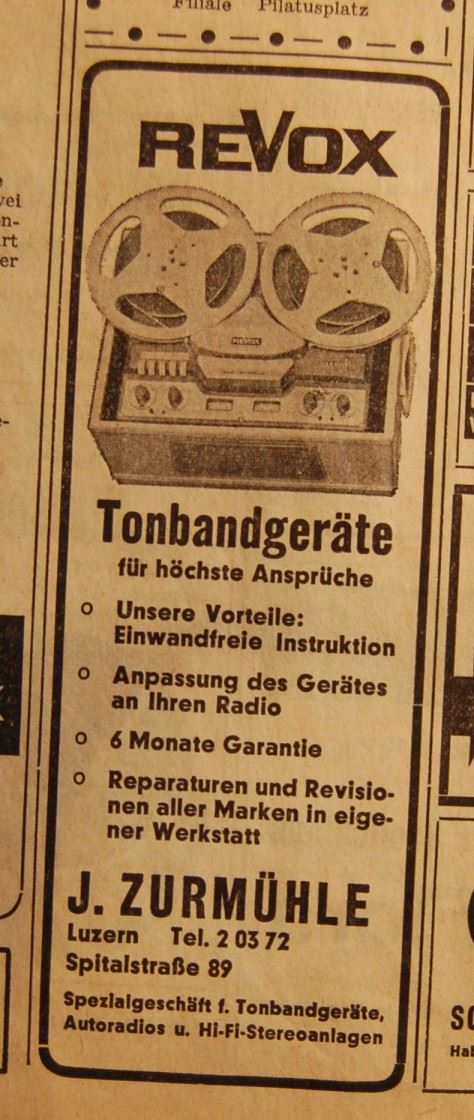 Filiale Pilatusplatz
REVOX
REVOX
Tonbandgeräte
für höchste Ansprüche
o Unsere Vorteile:
Einwandfreie Instruktion
o Anpassung des Gerätes
an Ihren Radio
o 6 Monate Garantie
o Reparaturen und Revisio-
nen aller Marken in eige-
ner Werkstatt
J. ZURMÜHLE
Luzern Tel. 2 03 72
Spitalstraße 89
Spezialgeschäft f. Tonbandgeräte,
Autoradios u. Hi-Fi-Stereoanlagen